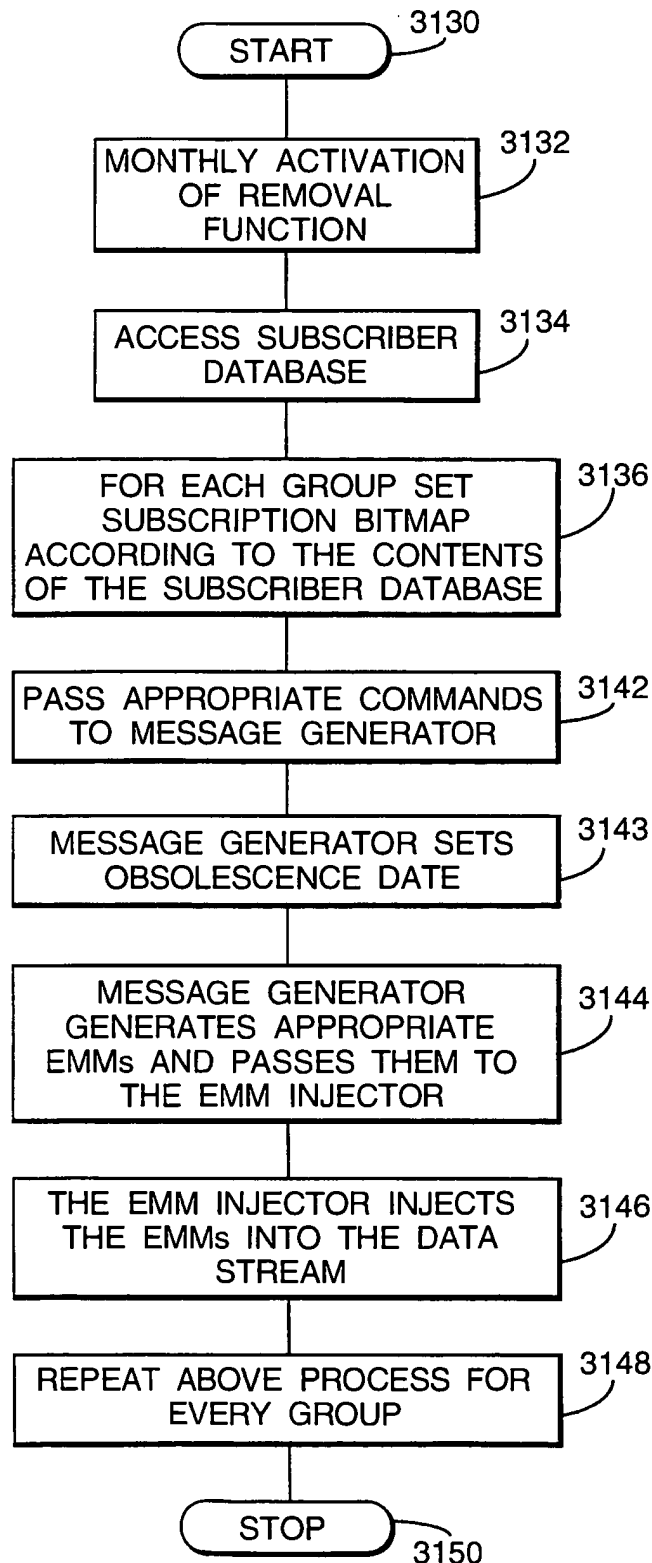 3130
START
3132
MONTHLY ACTIVATION
OF REMOVAL
FUNCTION
3134
ACCESS SUBSCRIBER
DATABASE
3136
FOR EACH GROUP SET
SUBSCRIPTION BITMAP
ACCORDING TO THE CONTENTS
OF THE SUBSCRIBER DATABASE
3142
PASS APPROPRIATE COMMANDS
TO MESSAGE GENERATOR
3143
MESSAGE GENERATOR SETS
OBSOLESCENCE DATE
3144
MESSAGE GENERATOR
GENERATES APPROPRIATE
EMMs AND PASSES THEM TO
THE EMM INJECTOR
3146
THE EMM INJECTOR INJECTS
THE EMMs INTO THE DATA
STREAM
3148
REPEAT ABOVE PROCESS FOR
EVERY GROUP
STOP
3150